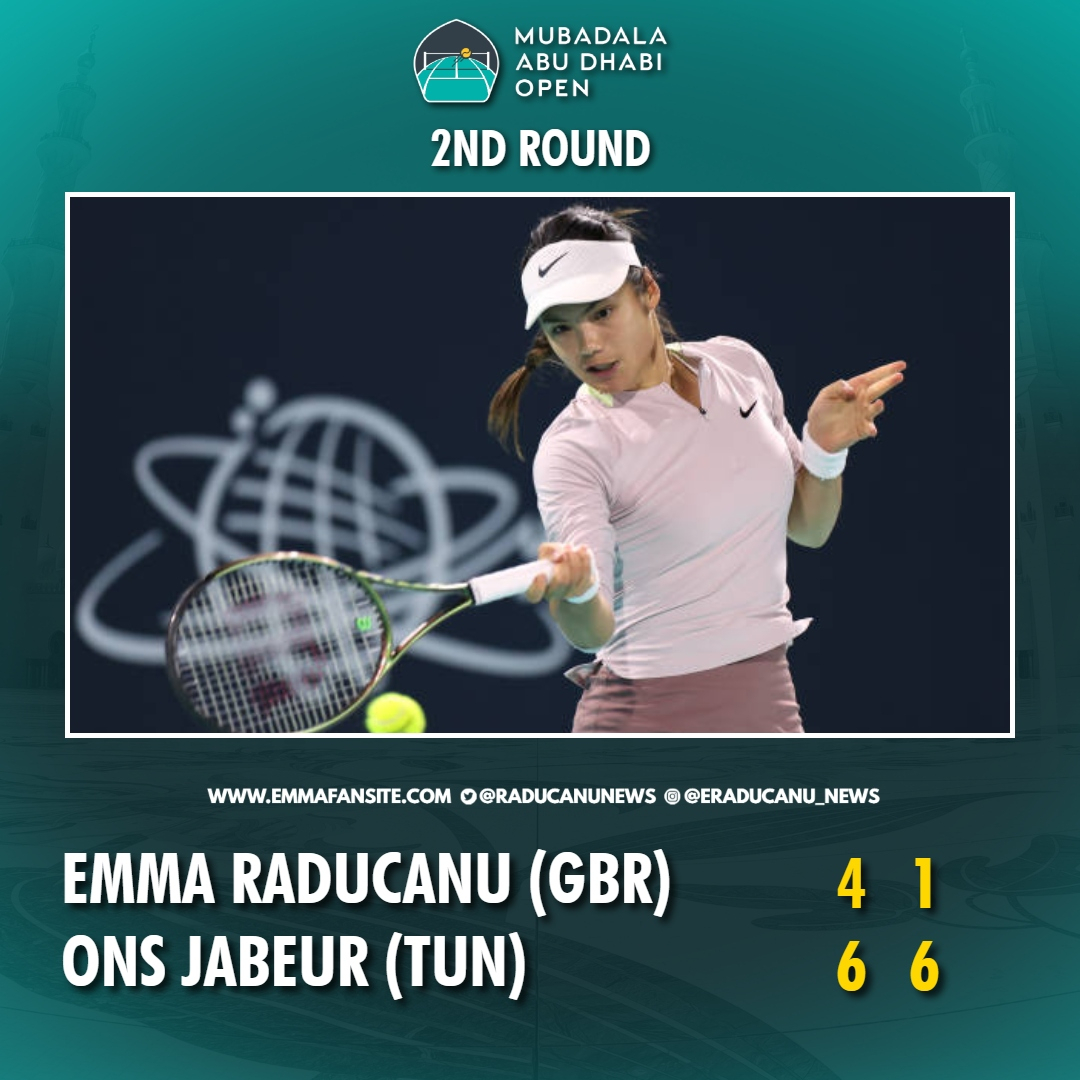 MUBADALA
ABU DHABI
OPEN
2ND ROUND
WWW.EMMAFANSITE.COM @RADUCANUNEWS @ERADUCANU_NEWS
EMMA RADUCANU (GBR) 4 1
ONS JABEUR (TUN) 6 6